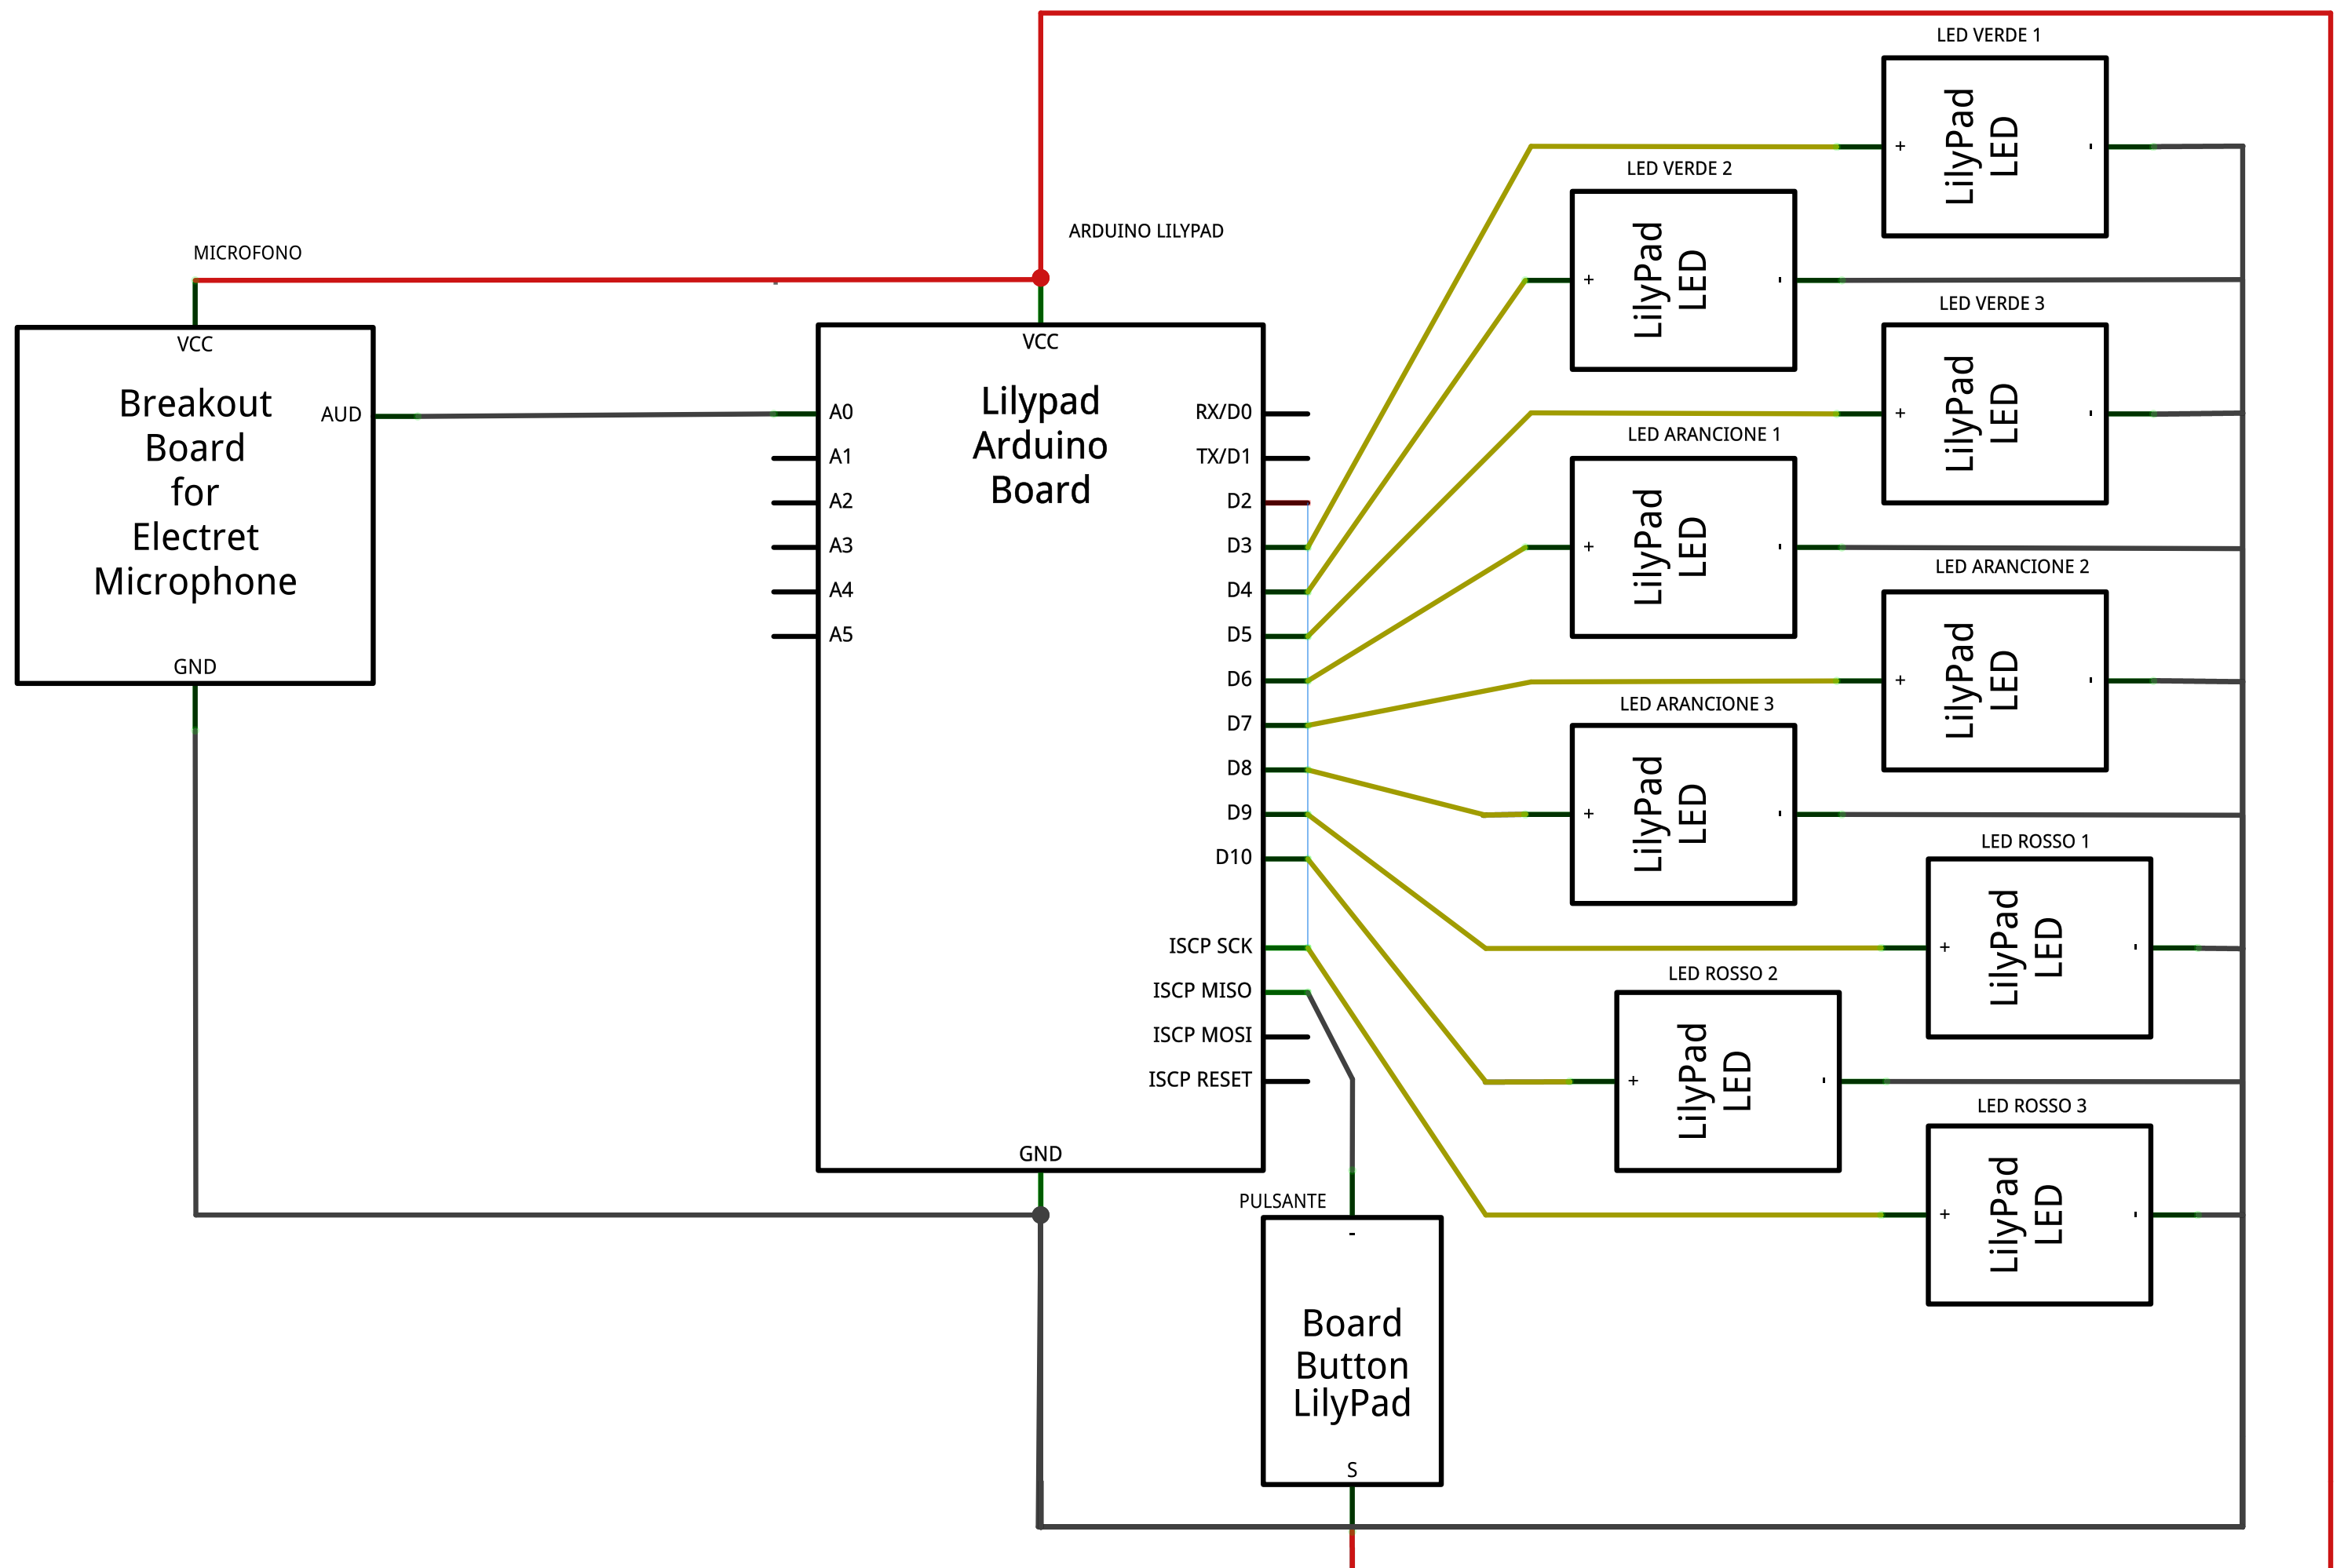 LED VERDE 1
+
LilyPad
LED
-
LED VERDE 2
+
LilyPad
LED
-
MICROFONO
ARDUINO LILYPAD
LED VERDE 3
+
LilyPad
LED
-
VCC
Breakout
Board
for
Electret
Microphone
AUD
GND
VCC
Lilypad
Arduino
Board
A0
A1
A2
A3
A4
A5
RX/D0
TX/D1
D2
D3
D4
D5
D6
D7
D8
D9
D10
ISCP SCK
ISCP MISO
ISCP MOSI
ISCP RESET
GND
LED ARANCIONE 1
+
LilyPad
LED
-
LED ARANCIONE 2
+
LilyPad
LED
-
LED ARANCIONE 3
+
LilyPad
LED
-
LED ROSSO 1
+
LilyPad
LED
-
LED ROSSO 2
+
LilyPad
LED
-
LED ROSSO 3
+
LilyPad
LED
-
PULSANTE
-
Board
Button
LilyPad
S